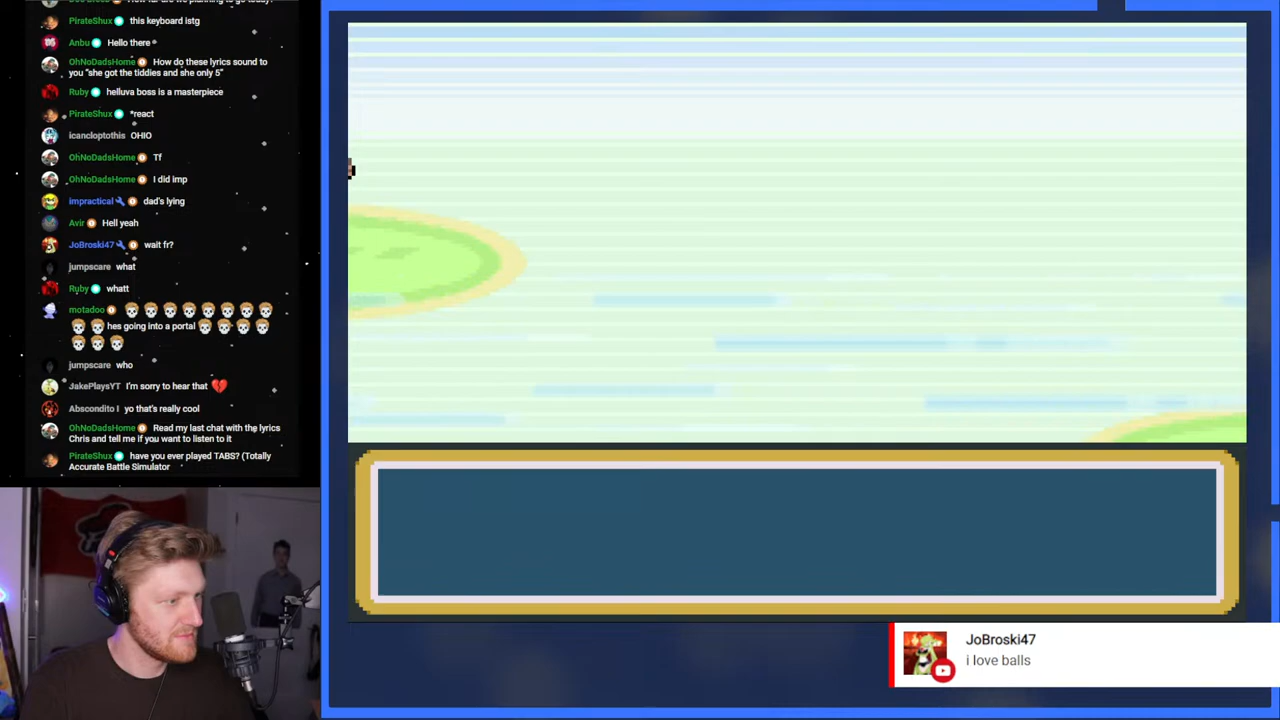 PirateShux this keyboard istg
Anbu Hello there
OhNoDadsHome How do these lyrics sound to
you "she got the tiddies and she only 5"
Ruby helluva boss is a masterpiece
PirateShux *react
icancloptothis OHIO
OhNoDadsHome Tf
OhNoDadsHome I did imp
impractical dad's lying
Avir Hell yeah
JoBroski47 wait fr?
jumpscare what
Ruby whatt
motadoo
hes going into a portal
jumpscare who
JakePlaysYT I'm sorry to hear that
Abscondito I yo that's really cool
OhNoDadsHome Read my last chat with the lyrics
Chris and tell me if you want to listen to it
PirateShux have you ever played TABS? (Totally
Accurate Battle Simulator
JoBroski47
i love balls